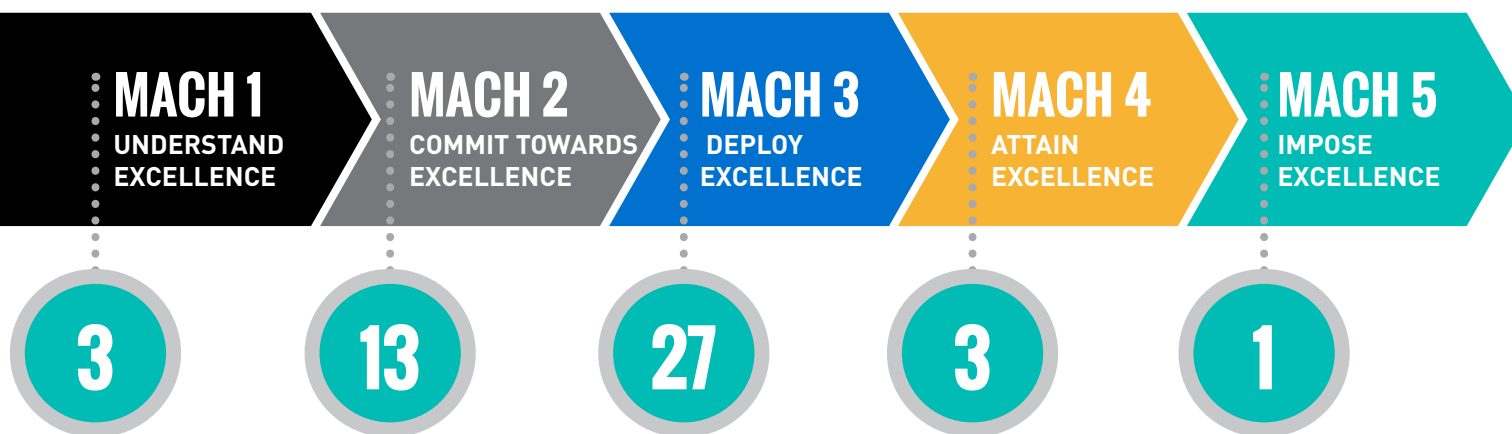 MACH 1
UNDERSTAND
EXCELLENCE
MACH 2
COMMIT TOWARDS
EXCELLENCE
MACH 3
DEPLOY
EXCELLENCE
MACH 4
ATTAIN
EXCELLENCE
MACH 5
IMPOSE
EXCELLENCE
3
13
27
3
1